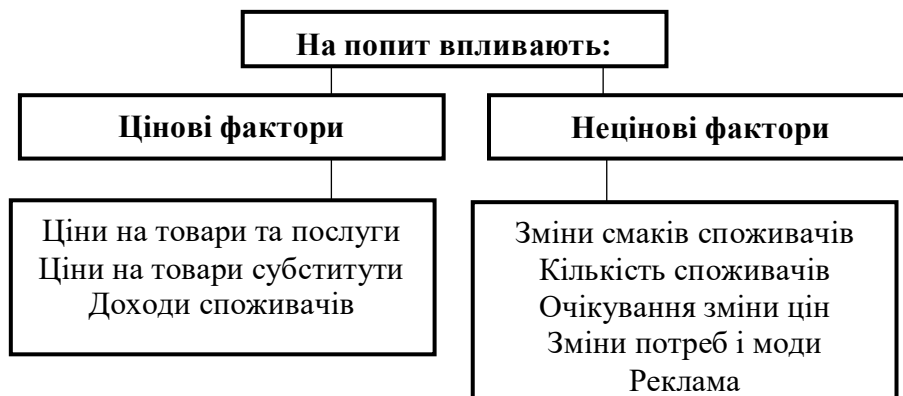 На попит впливають:
Цінові фактори
Нецінові фактори
Ціни на товари та послуги
Ціни на товари субститути
Доходи споживачів
Зміни смаків споживачів
Кількість споживачів
Очікування зміни цін
Зміни потреб і моди
Реклама